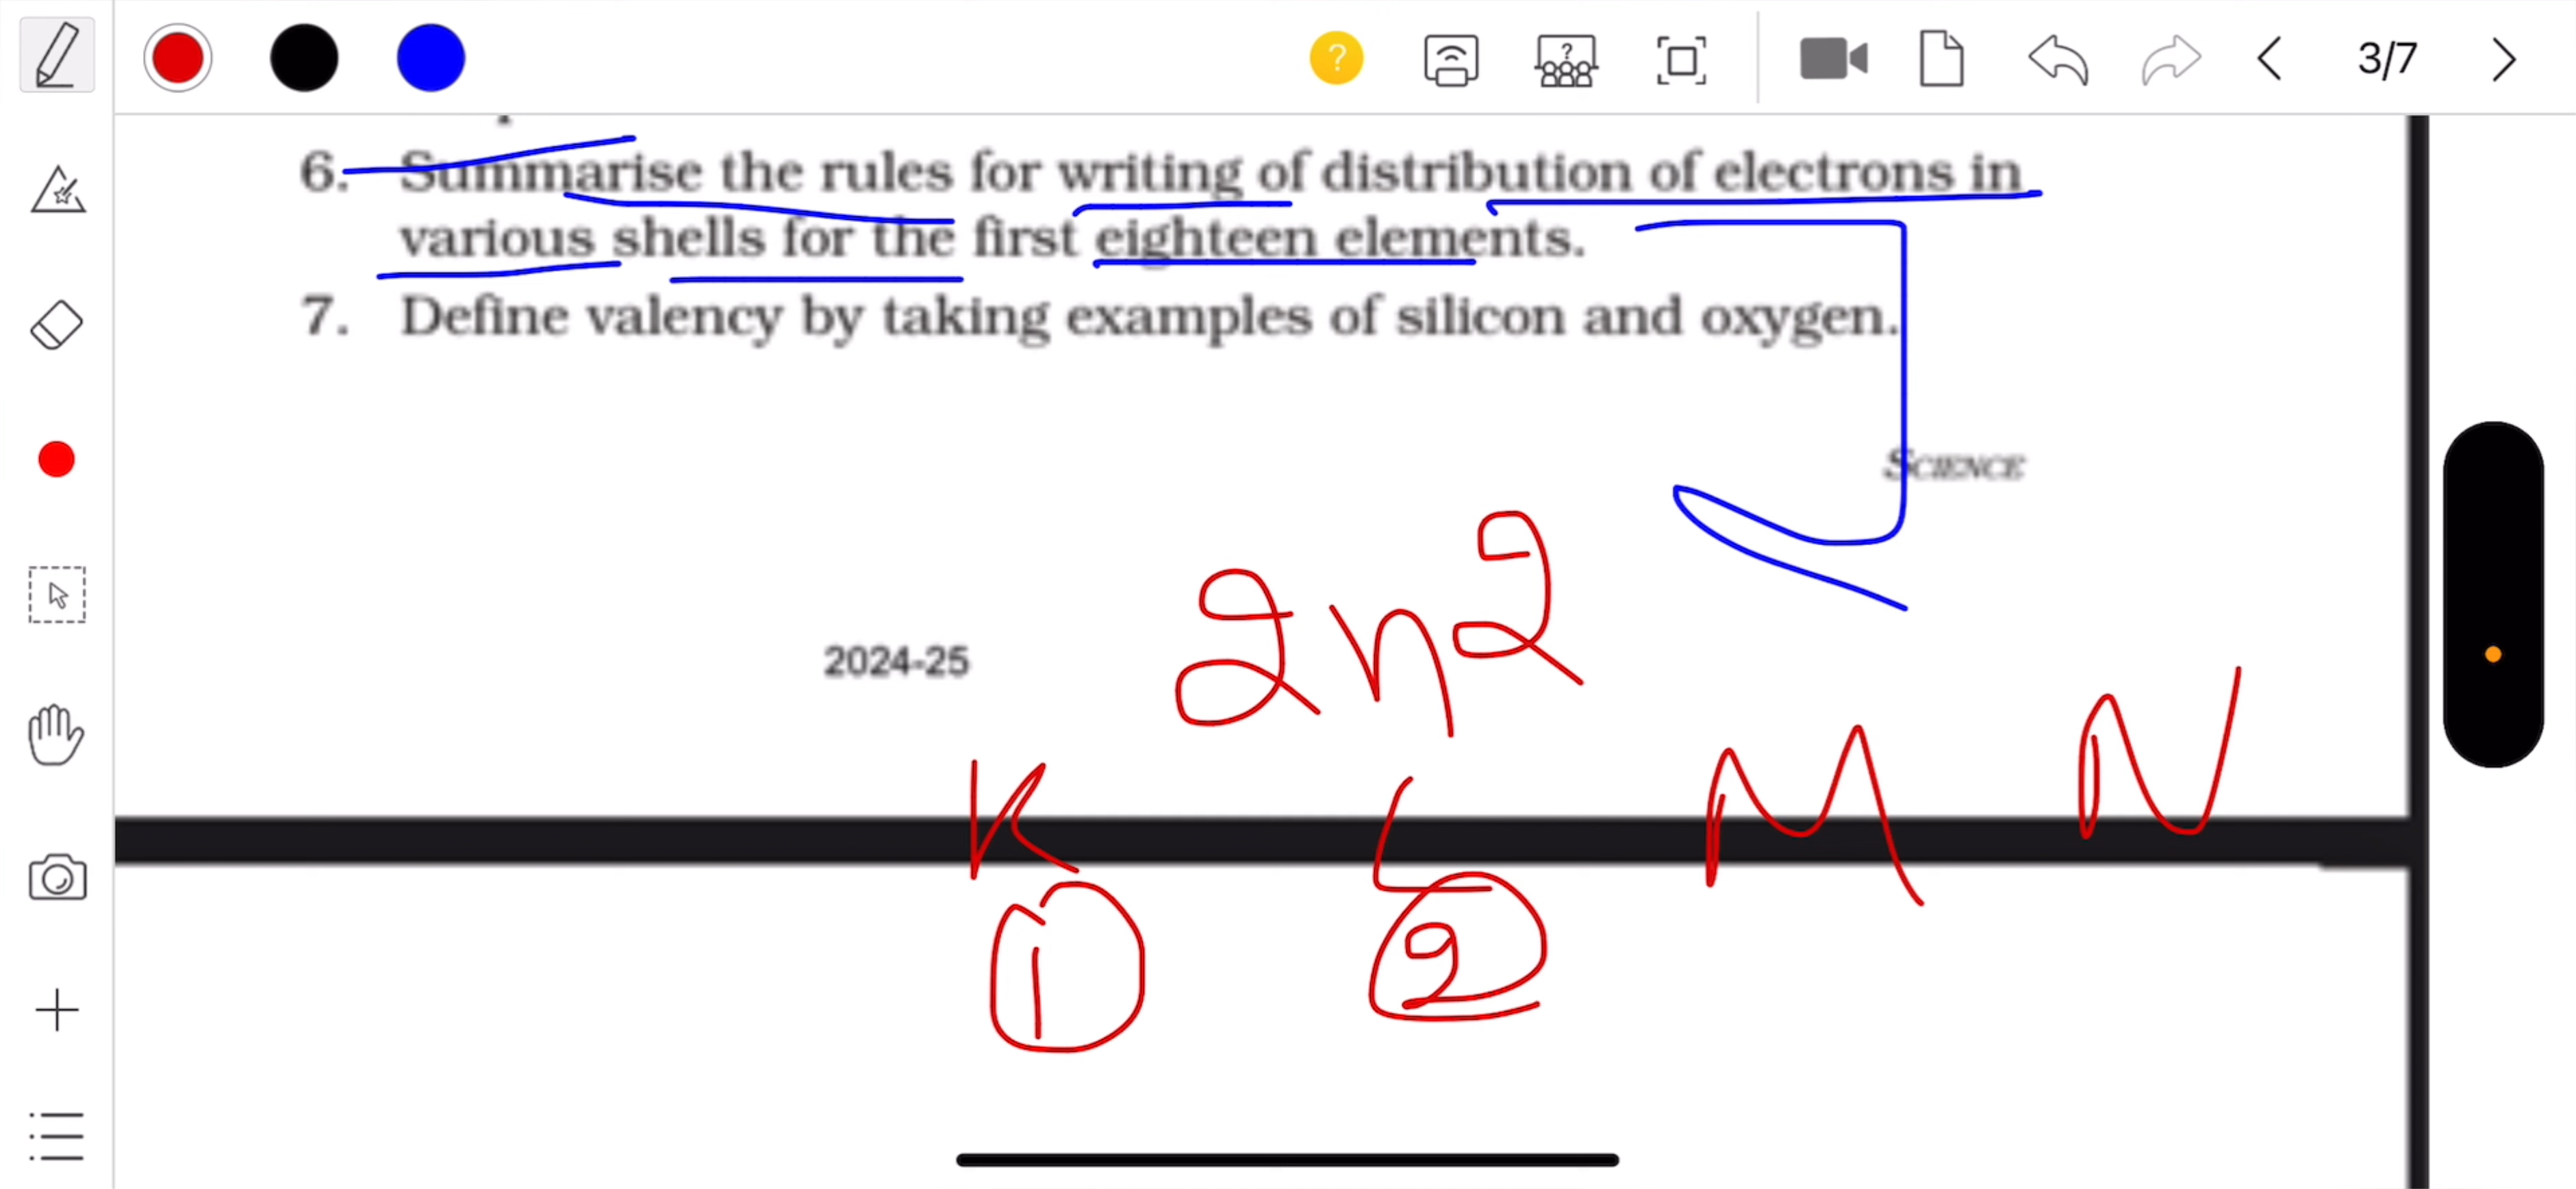 3/7
6. Summarise the rules for writing of distribution of electrons in
various shells for the first eighteen elements.
7. Define valency by taking examples of silicon and oxygen.
SCIENCE
2n²
2024-25
K L M N
1 2